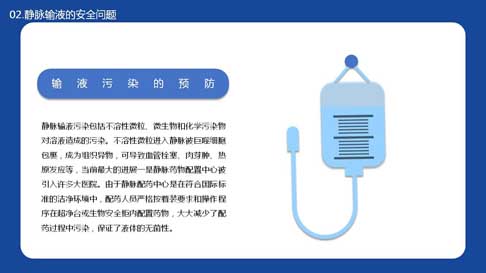 02.静脉输液的安全问题
输液污染的预防
静脉输液污染包括不溶性微粒、微生物和化学污染物
对溶液造成的污染。不溶性微粒进入静脉被巨噬细胞
包裹，成为组织异物，可导致血管栓塞、肉芽肿、热
原发应等，当前最大的进展一是静脉药物配置中心被
引入许多大医院。由于静脉配药中心是在符合国际标
准的洁净环境中，配药人员严格按着装要求和操作程
序在超净台或生物安全柜内配置药物，大大减少了配
药过程中污染，保证了液体的无菌性。